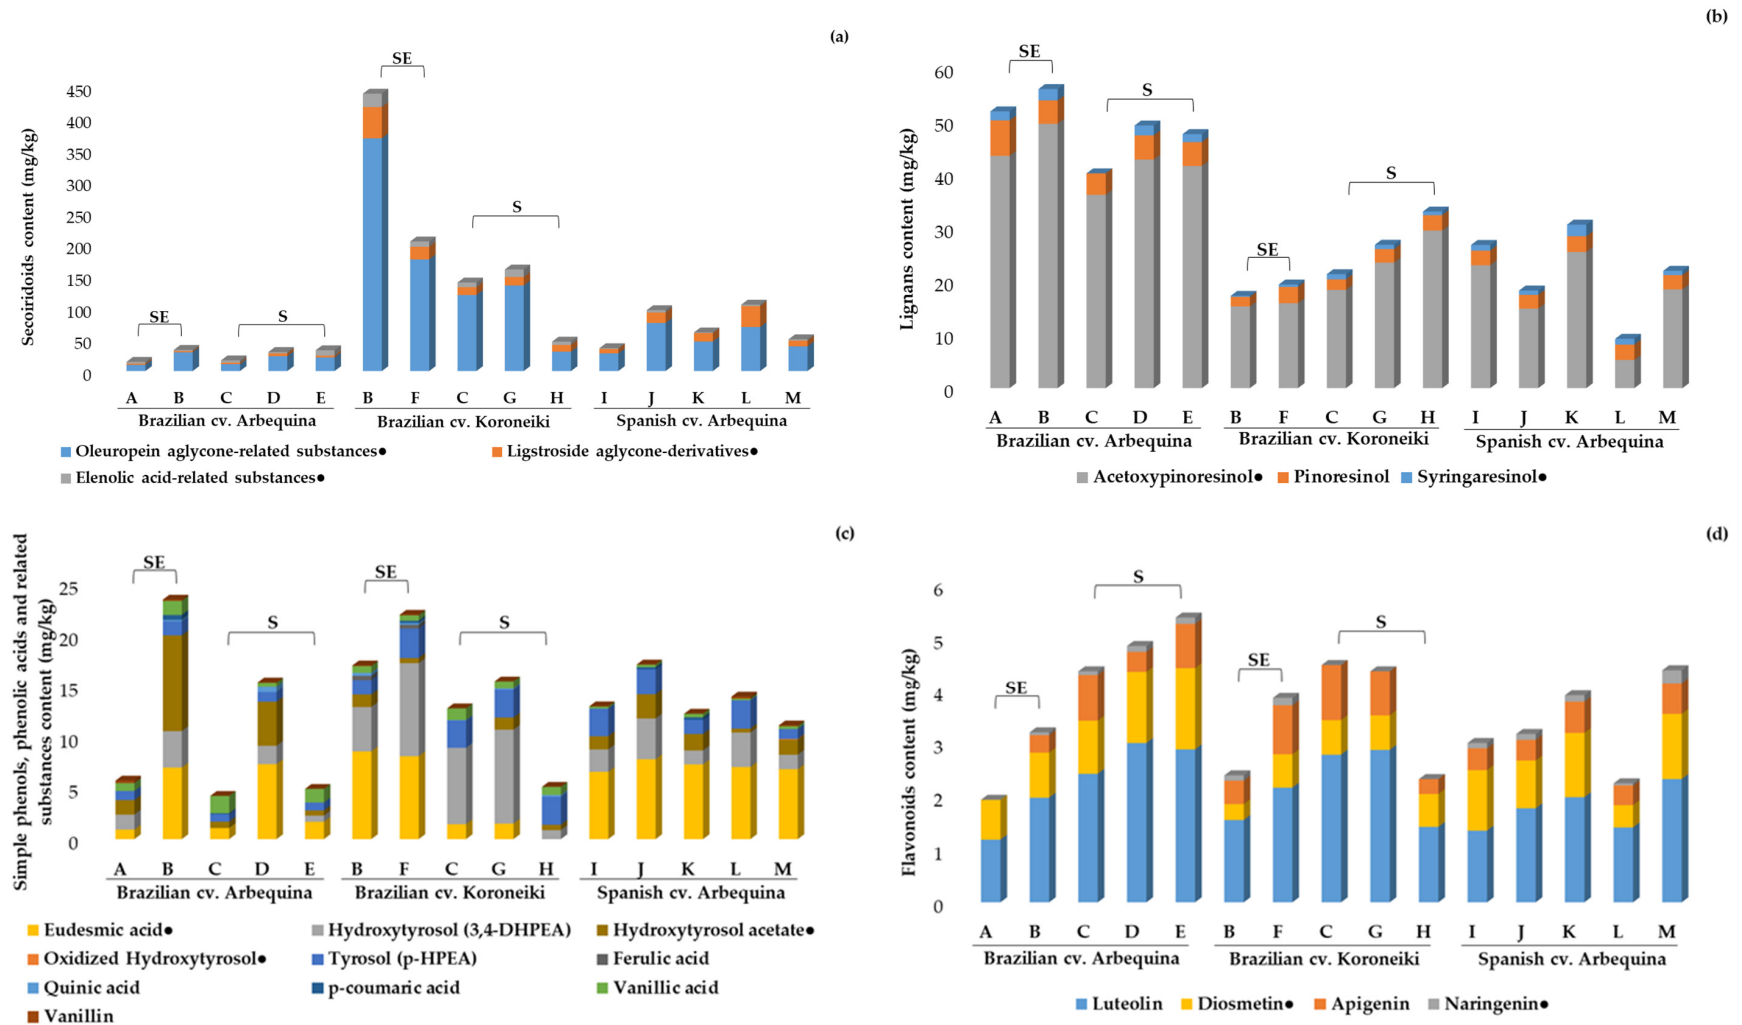 (a)
Secoiridoids content (mg/kg)
450
400
350
300
250
200
150
100
50
0
SE
S
SE
S
A B C D E B F C G H I J K L M
Brazilian cv. Arbequina Brazilian cv. Koroneiki Spanish cv. Arbequina
Oleuropein aglycone-related substances● Ligstroside aglycone-derivatives●
Elenolic acid-related substances●
(b)
Lignans content (mg/kg)
60
50
40
30
20
10
0
SE
S
SE
S
A B C D E B F C G H I J K L M
Brazilian cv. Arbequina Brazilian cv. Koroneiki Spanish cv. Arbequina
Acetoxypinoresinol● Pinoresinol Syringaresinol●
(c)
Simple phenols, phenolic acids and related
substances content (mg/kg)
25
20
15
10
5
0
SE
S
SE
S
A B C D E B F C G H I J K L M
Brazilian cv. Arbequina Brazilian cv. Koroneiki Spanish cv. Arbequina
Eudesmic acid● Hydroxytyrosol (3,4-DHPEA) Hydroxytyrosol acetate●
Oxidized Hydroxytyrosol● Tyrosol (p-HPEA) Ferulic acid
Quinic acid p-coumaric acid Vanillic acid
Vanillin
(d)
Flavonoids content (mg/kg)
6
5
4
3
2
1
0
SE
S
SE
S
A B C D E B F C G H I J K L M
Brazilian cv. Arbequina Brazilian cv. Koroneiki Spanish cv. Arbequina
Luteolin Diosmetin● Apigenin Naringenin●